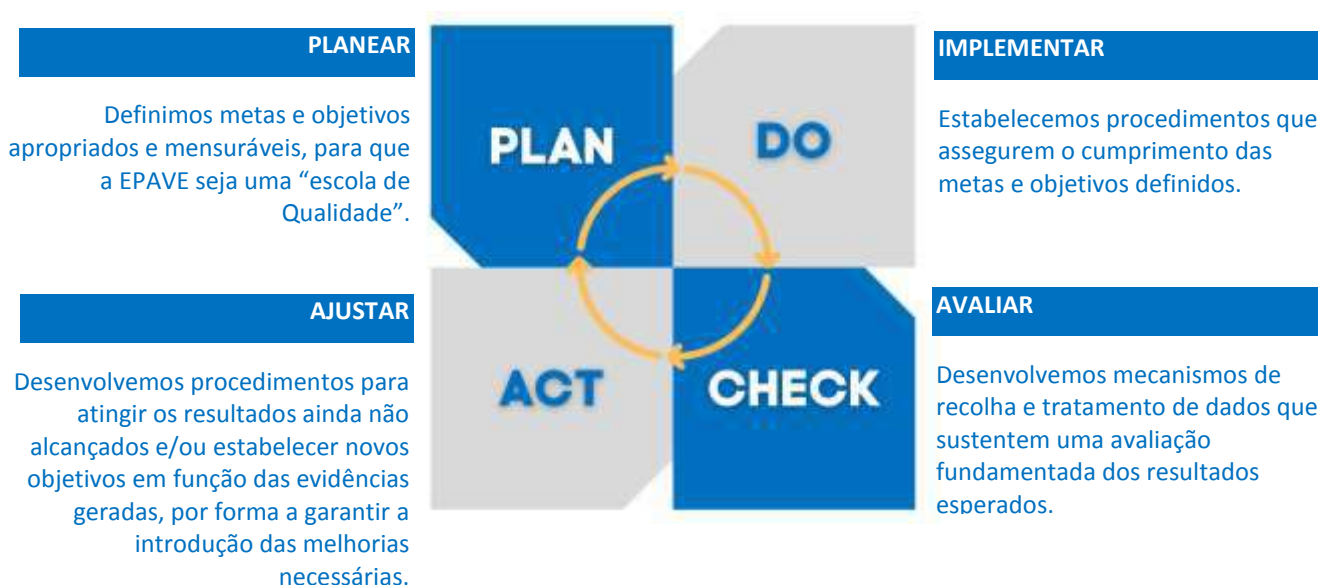 PLANEAR
Definimos metas e objetivos
apropriados e mensuráveis, para que
a EPAVE seja uma “escola de
Qualidade”.
PLAN
DO
IMPLEMENTAR
Estabelecemos procedimentos que
assegurem o cumprimento das
metas e objetivos definidos.
AJUSTAR
Desenvolvemos procedimentos para
atingir os resultados ainda não
alcançados e/ou estabelecer novos
objetivos em função das evidências
geradas, por forma a garantir a
introdução das melhorias
necessárias.
ACT
CHECK
AVALIAR
Desenvolvemos mecanismos de
recolha e tratamento de dados que
sustentem uma avaliação
fundamentada dos resultados
esperados.